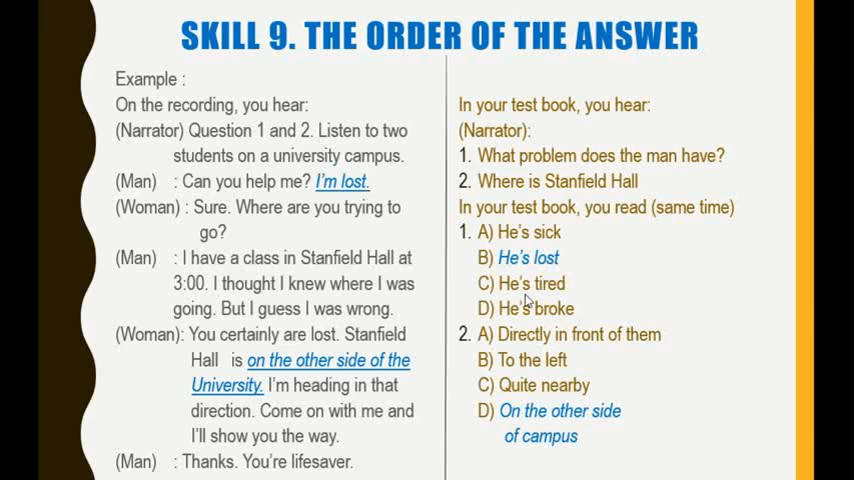 SKILL 9. THE ORDER OF THE ANSWER
Example :
On the recording, you hear:
(Narrator) Question 1 and 2. Listen to two
students on a university campus.
(Man) : Can you help me? I'm lost.
(Woman) : Sure. Where are you trying to
go?
(Man) : I have a class in Stanfield Hall at
3:00. I thought I knew where I was
going. But I guess I was wrong.
(Woman): You certainly are lost. Stanfield
Hall is on the other side of the
University. I'm heading in that
direction. Come on with me and
I'll show you the way.
(Man) : Thanks. You're lifesaver.
In your test book, you hear:
(Narrator):
1. What problem does the man have?
2. Where is Stanfield Hall
In your test book, you read (same time)
1. A) He's sick
B) He's lost
C) He's tired
D) He's broke
2. A) Directly in front of them
B) To the left
C) Quite nearby
D) On the other side
of campus